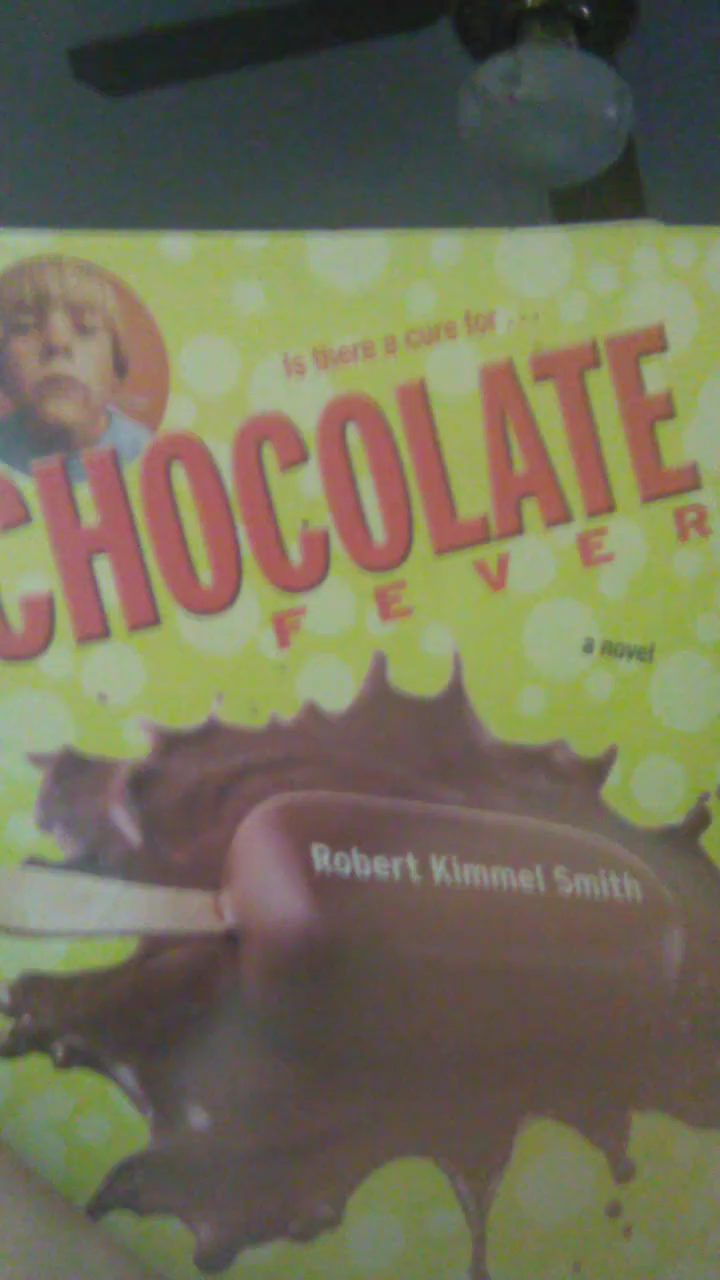 Is there a cure for...
CHOCOLATE
FEVER
a novel
Robert Kimmel Smith